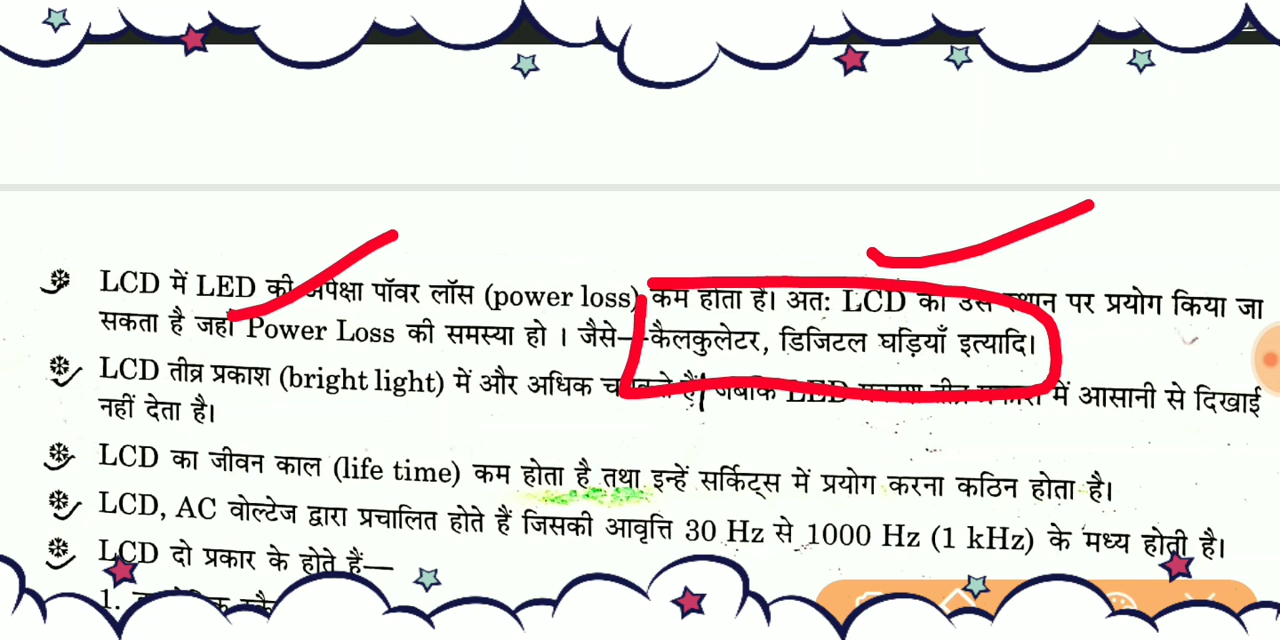 LCD में LED की अपेक्षा पॉवर लॉस (power loss) कम होता है। अत: LCD को उस स्थान पर प्रयोग किया जा
सकता है जहाँ Power Loss की समस्या हो । जैसे—कैलकुलेटर, डिजिटल घड़ियाँ इत्यादि।
LCD तीव्र प्रकाश (bright light) में और अधिक चमकते हैं। जबकि LED प्रकाश तीव्र प्रकाश में आसानी से दिखाई
नहीं देता है।
LCD का जीवन काल (life time) कम होता है तथा इन्हें सर्किट्स में प्रयोग करना कठिन होता है।
LCD, AC वोल्टेज द्वारा प्रचालित होते हैं जिसकी आवृत्ति 30 Hz से 1000 Hz (1 kHz) के मध्य होती है।
LCD दो प्रकार के होते हैं—
1.